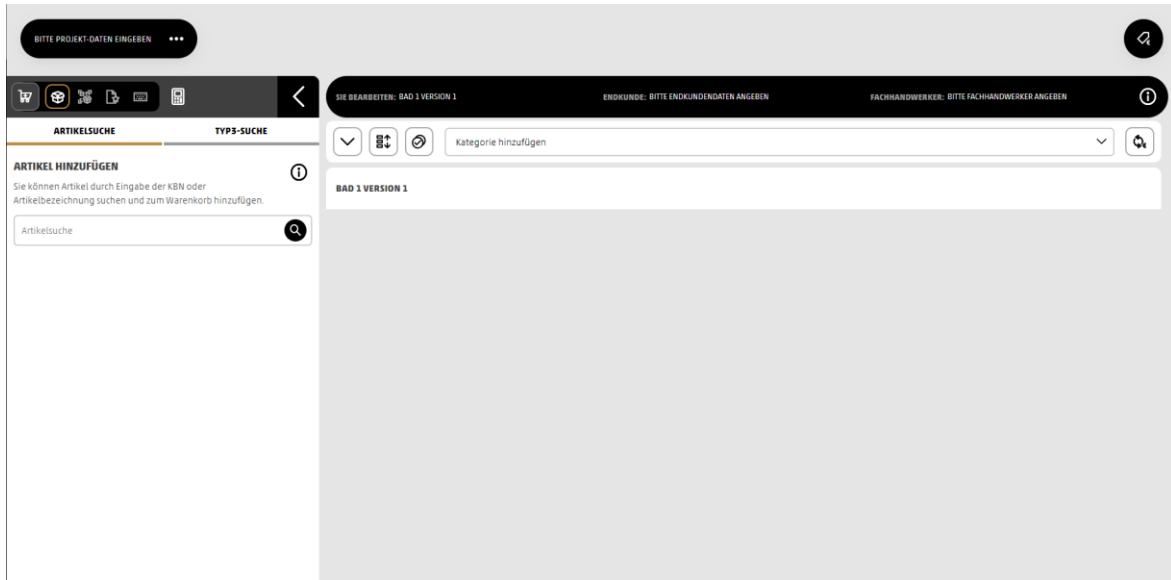 BITTE PROJEKT-DATEN EINGEBEN
SIE BEARBEITEN: BAD 1 VERSION 1
ENDKUNDE: BITTE ENDKUNDENDATEN ANGEBEN
FACHHANDWERKER: BITTE FACHHANDWERKER ANGEBEN
ARTIKELSUCHE
TYP3-SUCHE
Kategorie hinzufügen
ARTIKEL HINZUFÜGEN
Sie können Artikel durch Eingabe der KBN oder
Artikelbezeichnung suchen und zum Warenkorb hinzufügen.
BAD 1 VERSION 1
Artikelsuche